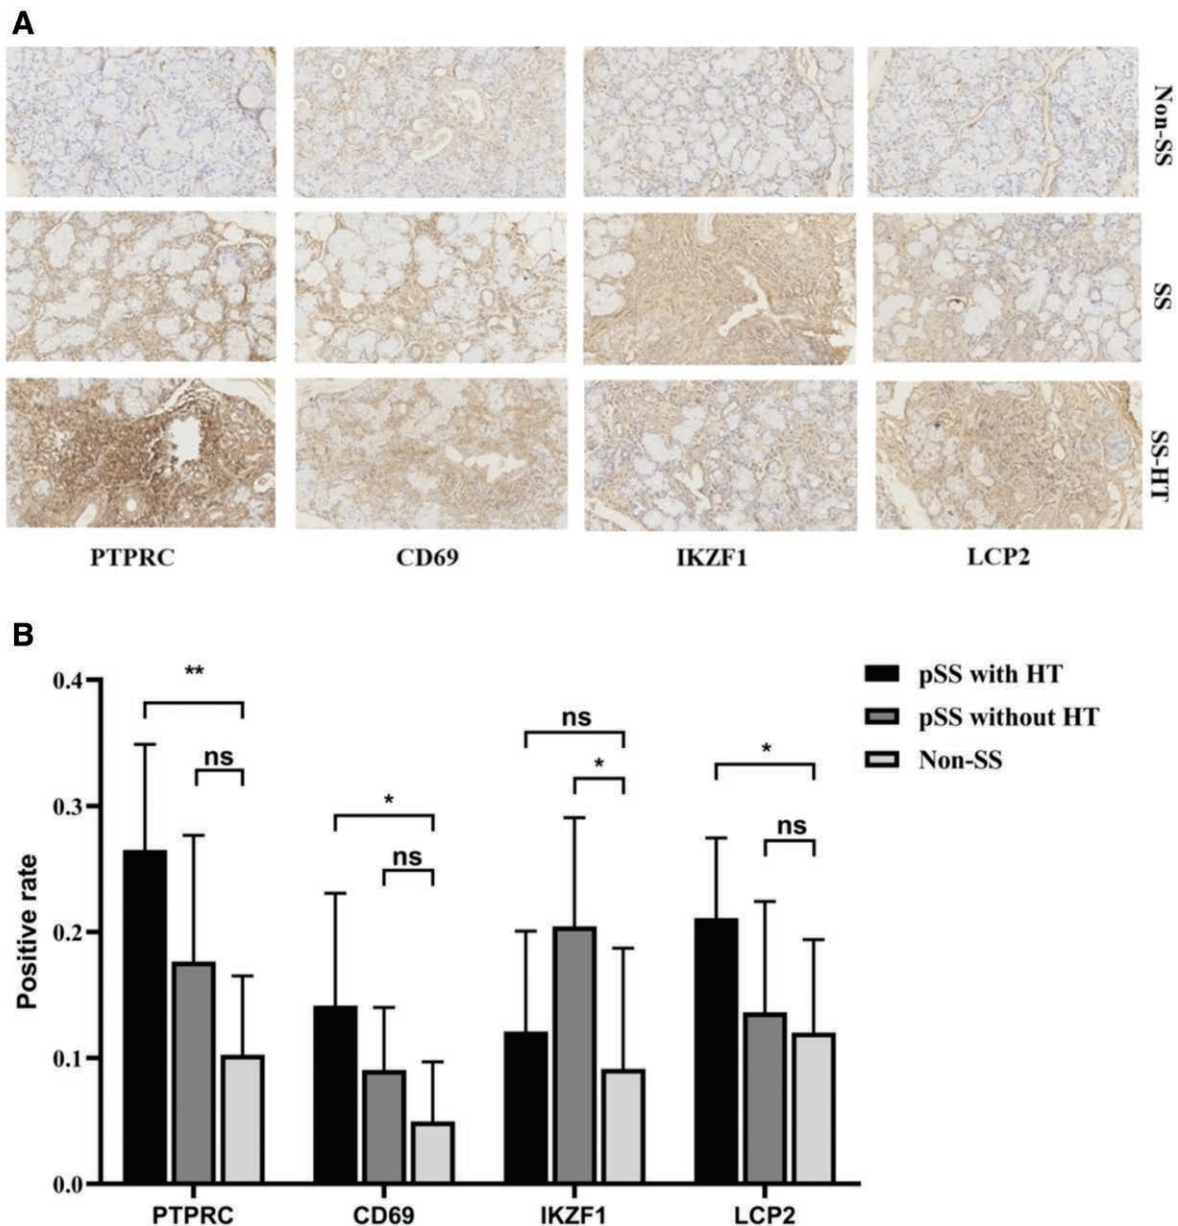 A
Non-SS
SS
SS-HT
PTPRC CD69 IKZF1 LCP2
B
Positive rate
0.4
0.3
0.2
0.1
0.0
**
ns
*
ns
ns
*
*
ns
PTPRC CD69 IKZF1 LCP2
pSS with HT
pSS without HT
Non-SS